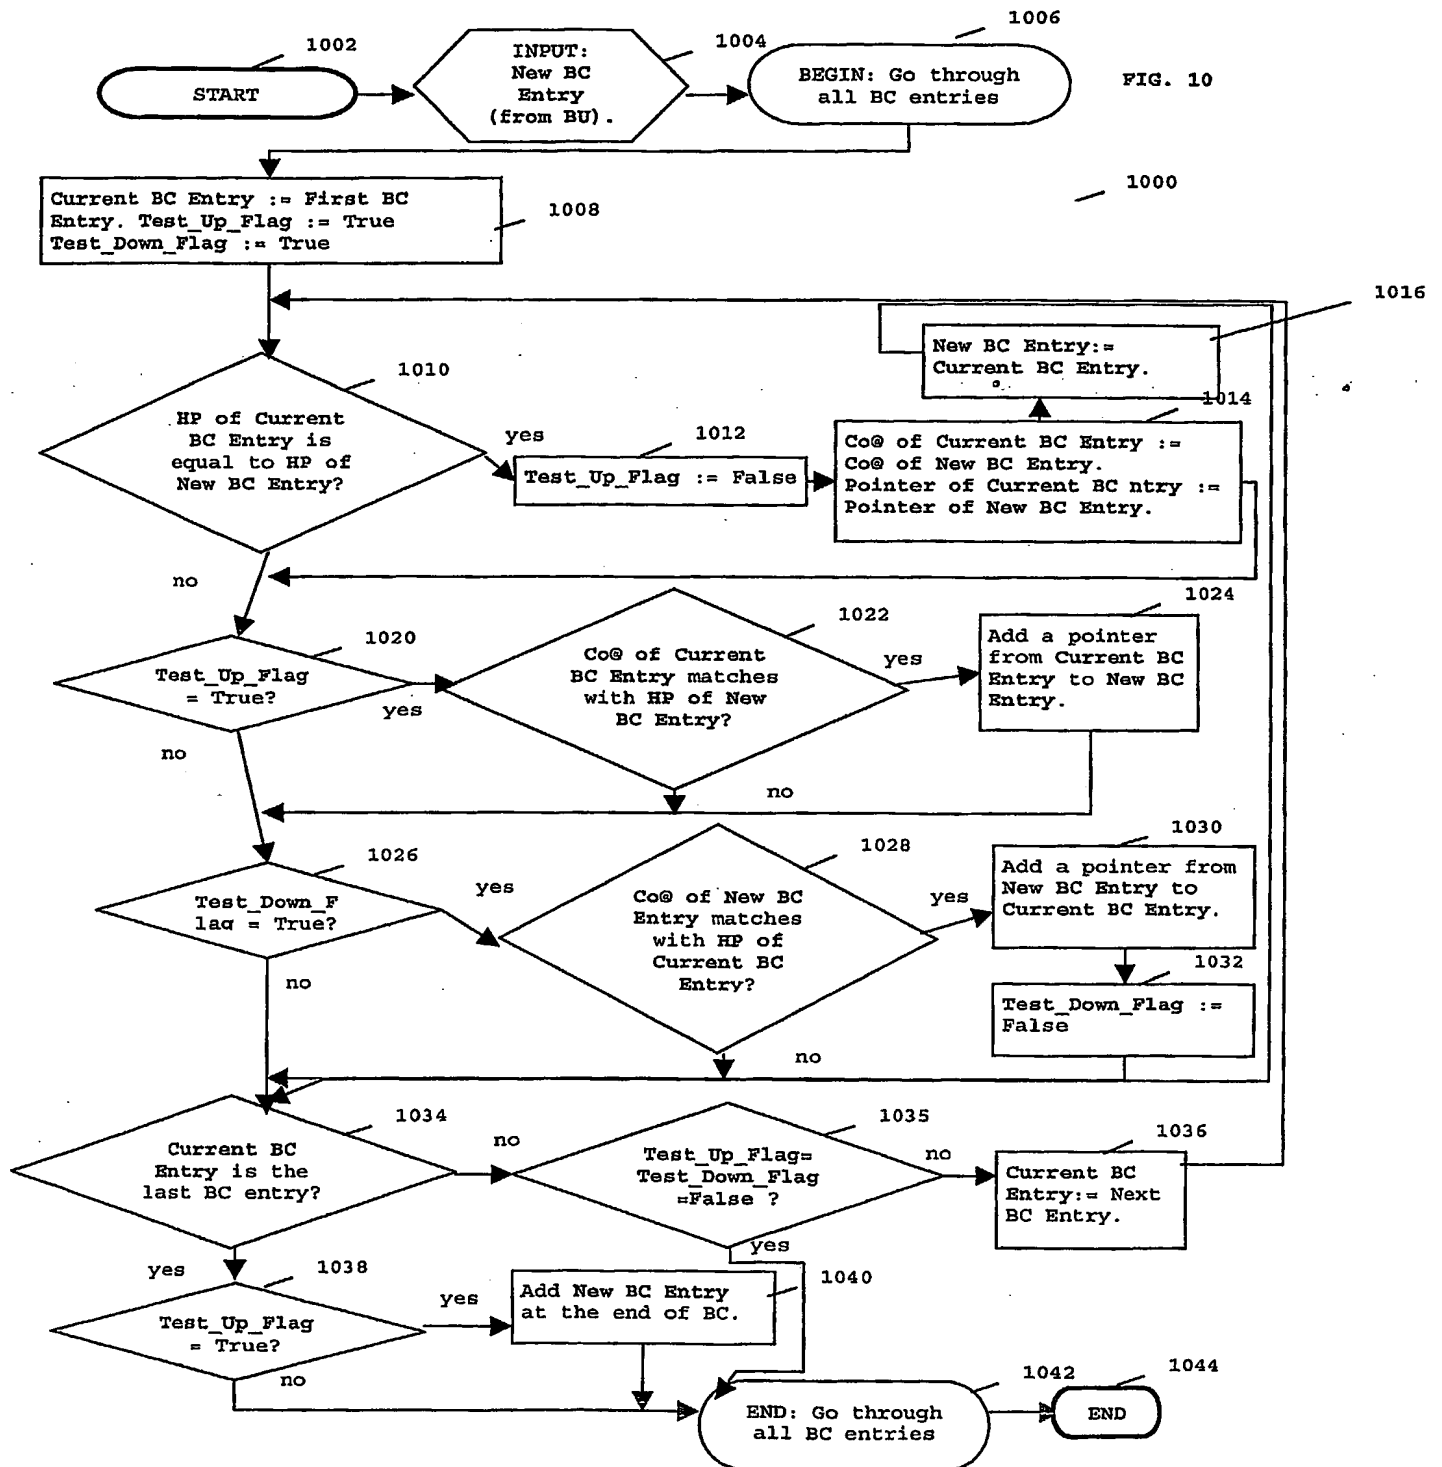 1002
1004
1006
START
INPUT:
New BC
Entry
(from BU).
BEGIN: Go through
all BC entries
FIG. 10
1000
Current BC Entry := First BC
Entry. Test_Up_Flag := True
Test_Down_Flag := True
1008
1016
New BC Entry:=
Current BC Entry.
1010
HP of Current
BC Entry is
equal to HP of
New BC Entry?
yes
1012
Test_Up_Flag := False
1014
Co@ of Current BC Entry :=
Co@ of New BC Entry.
Pointer of Current BC ntry :=
Pointer of New BC Entry.
no
1020
Test_Up_Flag
= True?
yes
no
1022
Co@ of Current
BC Entry matches
with HP of New
BC Entry?
yes
no
1024
Add a pointer
from Current BC
Entry to New BC
Entry.
1026
Test_Down_F
lag = True?
yes
no
1028
Co@ of New BC
Entry matches
with HP of
Current BC
Entry?
yes
no
1030
Add a pointer from
New BC Entry to
Current BC Entry.
1032
Test_Down_Flag :=
False
1034
Current BC
Entry is the
last BC entry?
no
yes
1035
Test_Up_Flag=
Test_Down_Flag
=False ?
no
yes
1036
Current BC
Entry:= Next
BC Entry.
1038
Test_Up_Flag
= True?
yes
no
1040
Add New BC Entry
at the end of BC.
1042
END: Go through
all BC entries
1044
END